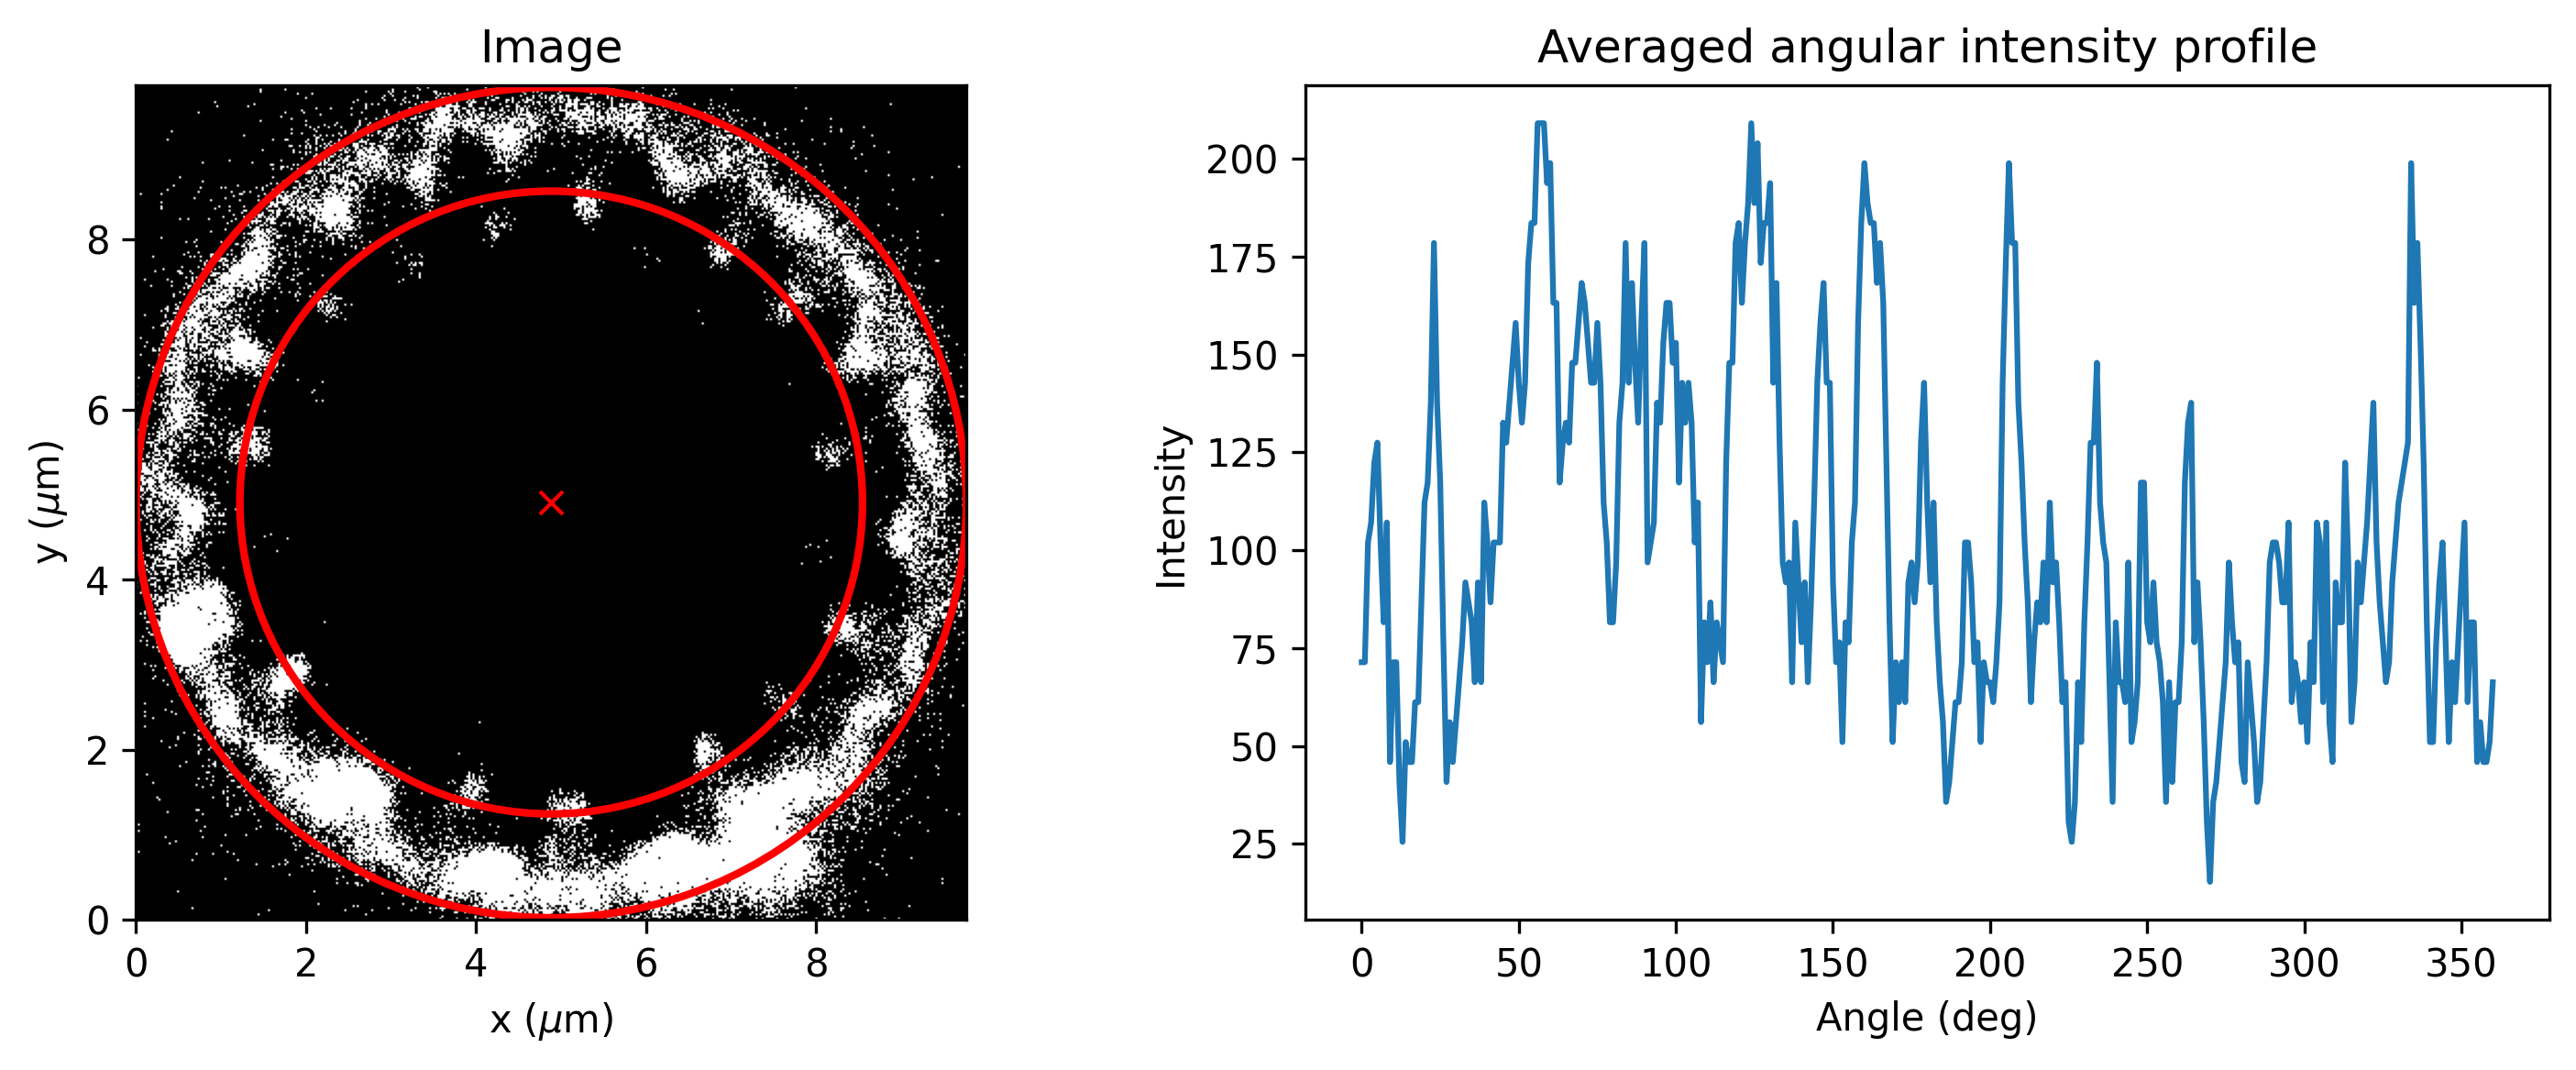 Image
Averaged angular intensity profile
8
6
4
2
0
y (μm)
0 2 4 6 8
x (μm)
200
175
150
125
100
75
50
25
Intensity
0 50 100 150 200 250 300 350
Angle (deg)